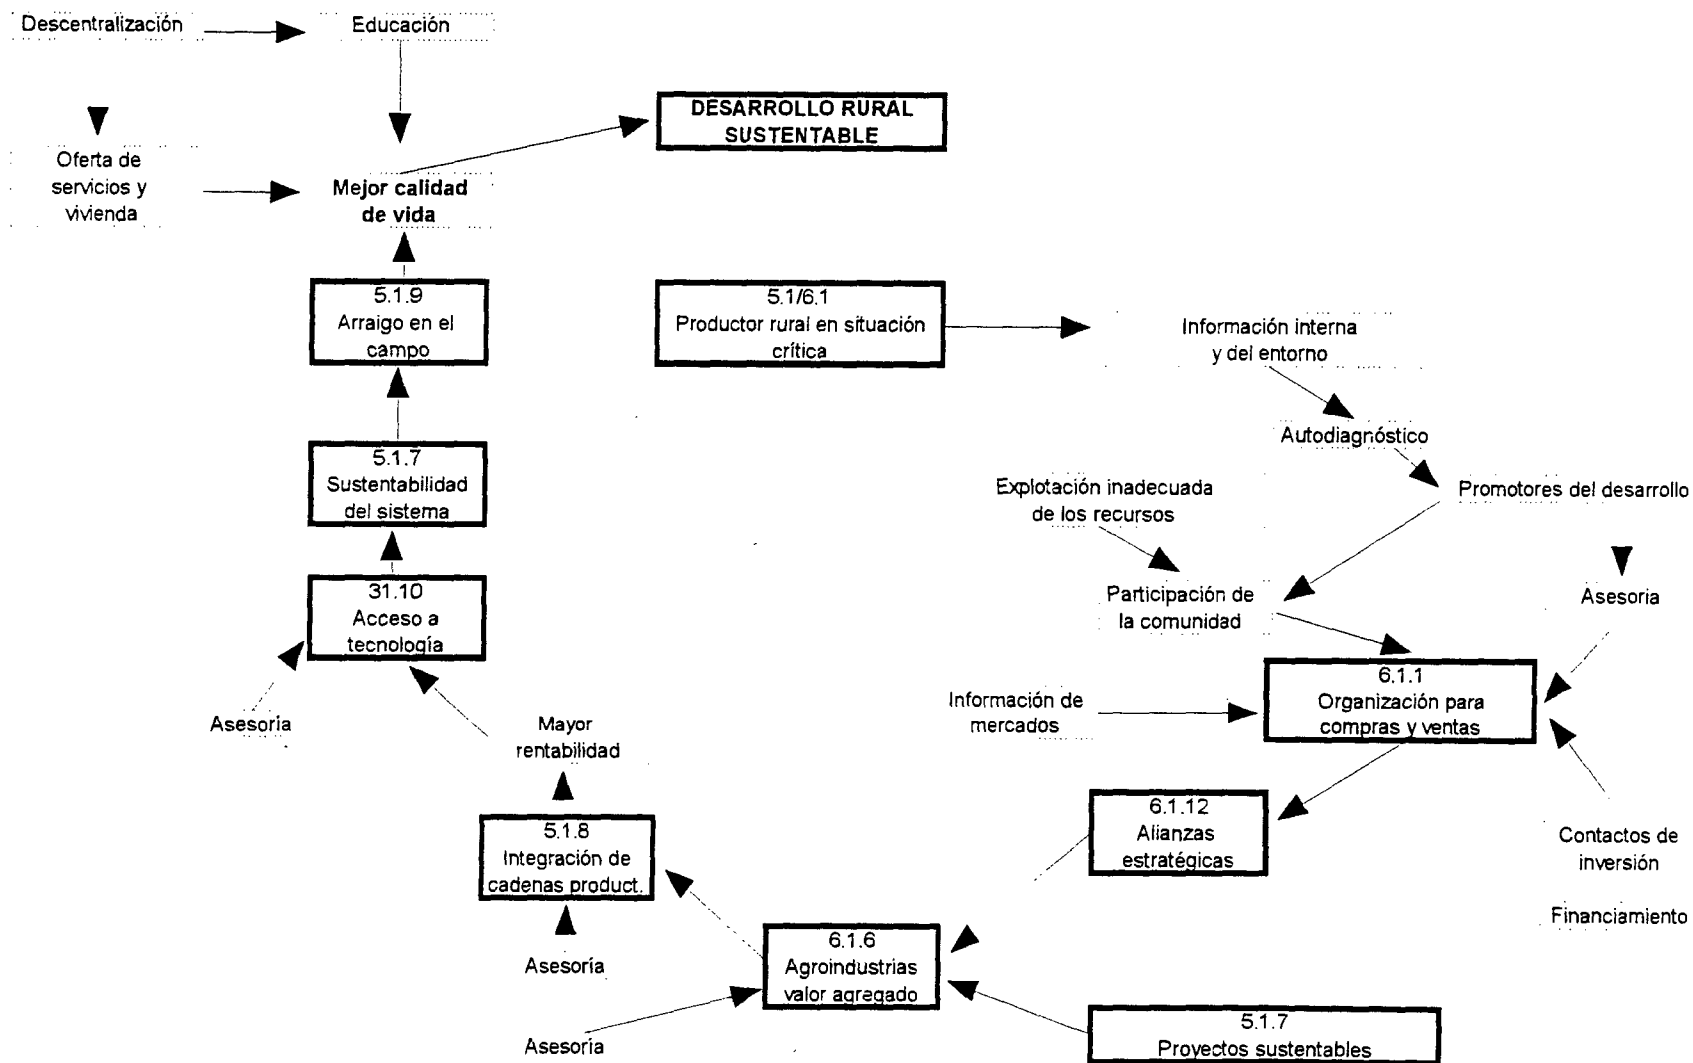 Descentralización
Educación
DESARROLLO RURAL
SUSTENTABLE
Oferta de
servicios y
vivienda
Mejor calidad
de vida
5.1.9
Arraigo en el
campo
5.1/6.1
Productor rural en situación
crítica
Información interna
y del entorno
Autodiagnóstico
5.1.7
Sustentabilidad
del sistema
Explotación inadecuada
de los recursos
Promotores del desarrollo
31.10
Acceso a
tecnología
Participación de
la comunidad
Asesoria
6.1.1
Organización para
compras y ventas
Información de
mercados
Asesoría
Mayor
rentabilidad
6.1.12
Alianzas
estratégicas
5.1.8
Integración de
cadenas product.
Contactos de
inversión
Financiamiento
6.1.6
Agroindustrias
valor agregado
Asesoría
Asesoría
5.1.7
Proyectos sustentables